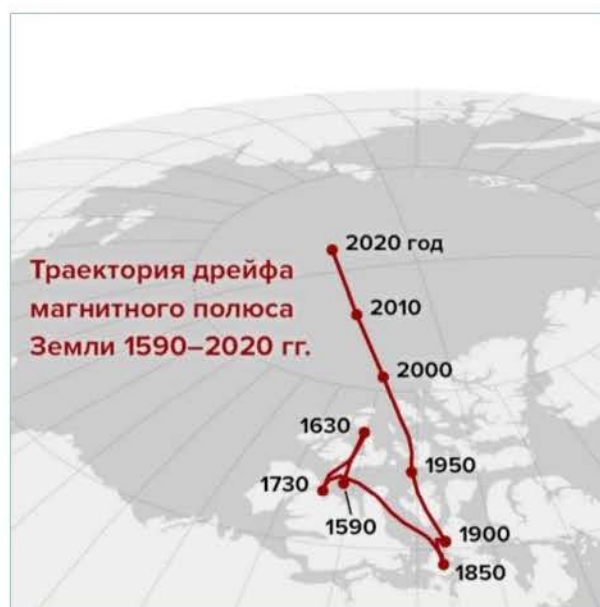 2020 год
Траектория дрейфа
магнитного полюса
Земли 1590–2020 гг.
2010
2000
1630
1950
1730
1590
1900
1850